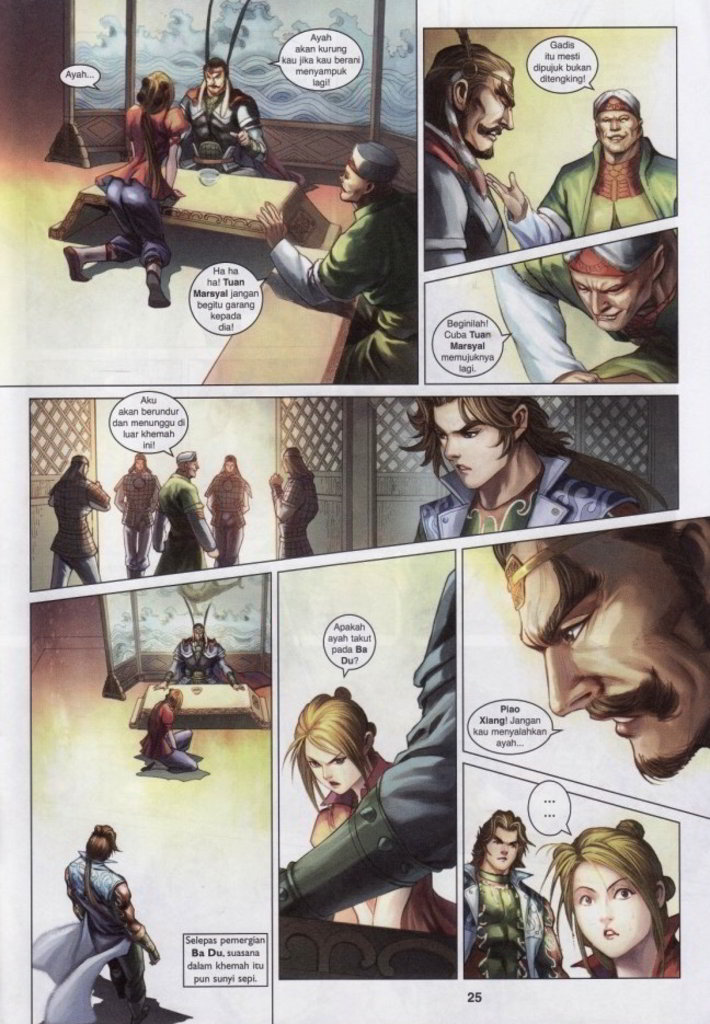 Ayah...
Ayah
akan kurung
kau jika kau berani
menyampuk
lagi!
Ha ha
ha! Tuan
Marsyal jangan
begitu garang
kepada
dia!
Gadis
itu mesti
dipujuk bukan
ditengking!
Beginilah!
Cuba Tuan
Marsyal
memujuknya
lagi.
Aku
akan berundur
dan menunggu di
luar khemah
ini!
Selepas pemergian
Ba Du, suasana
dalam khemah itu
pun sunyi sepi.
Apakah
ayah takut
pada Ba
Du?
Piao
Xiang! Jangan
kau menyalahkan
ayah...
...
...
25